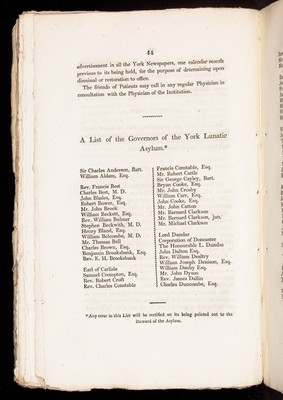 44
advertisement in all the York Newspapers, one calendar month
previous to its being held, for the purpose of determining upon
dismissal or restoration to office.
The friends of Patients may call in any regular Physician in
consultation with the Physician of the Institution.
A List of the Governors of the York Lunatic
Asylum.*
Sir Charles Anderson, Bart.
William Aldam, Esq.
Rev. Francis Best
Charles Best, M. D.
John Blades, Esq.
Robert Bower, Esq.
Mr. John Brook
William Beckett, Esq.
Rev. William Bulmer
Stephen Beckwith, M. D.
Henry Bland, Esq.
William Belcombe, M. D.
Mr. Thomas Bell
Charles Brown, Esq.
Benjamin Brooksbank, Esq.
Rev. E. H. Brooksbank
Earl of Carlisle
Samuel Crompton, Esq.
Rev. Robert Croft
Rev. Charles Constable
Francis Constable, Esq.
Mr. Robert Cattle
Sir George Cayley, Bart.
Bryan Cooke, Esq.
Mr. John Crosby
William Carr, Esq.
John Cooke, Esq.
Mr. John Catton
Mr. Barnard Clarkson
Mr. Barnard Clarkson, jun.
Mr. Michael Clarkson
Lord Dundas
Corporation of Doncaster
The Honourable L. Dundas
John Dalton Esq.
Rev. William Dealtry
William Joseph Denison, Esq.
William Danby Esq.
Mr. John Dyson
Rev. James Dallin
Charles Duncombe, Esq.
*Any error in this List will be rectified on its being pointed out to the
Steward of the Asylum.